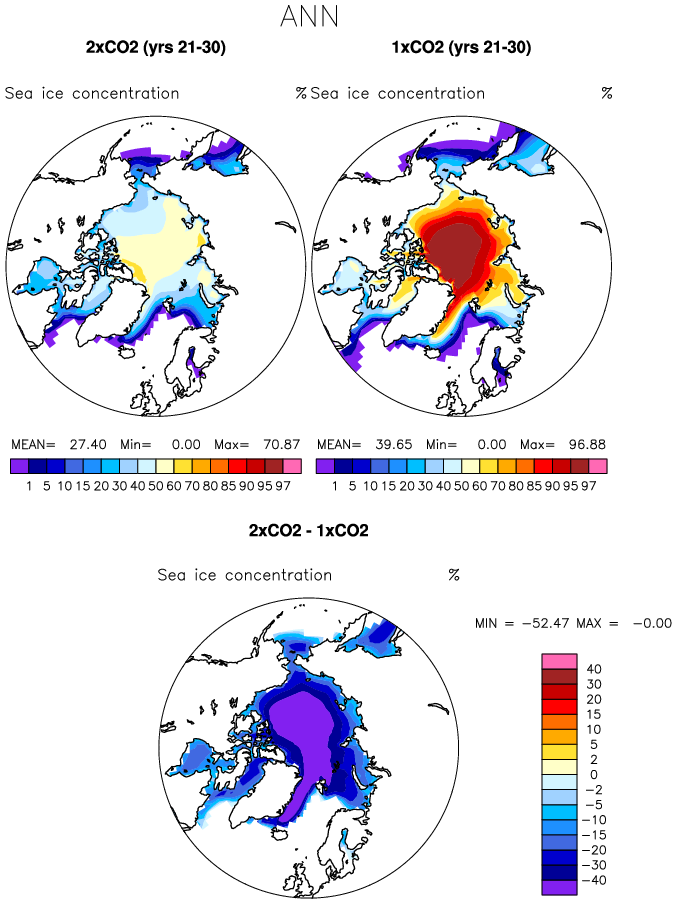 ANN
2xCO2 (yrs 21-30) 1xCO2 (yrs 21-30)
Sea ice concentration % Sea ice concentration %
MEAN= 27.40 Min= 0.00 Max= 70.87 MEAN= 39.65 Min= 0.00 Max= 96.88
1 5 10 15 20 30 40 50 60 70 80 85 90 95 97 1 5 10 15 20 30 40 50 60 70 80 85 90 95 97
2xCO2 - 1xCO2
Sea ice concentration %
MIN = -52.47 MAX = -0.00
40
30
20
15
10
5
2
0
-2
-5
-10
-15
-20
-30
-40